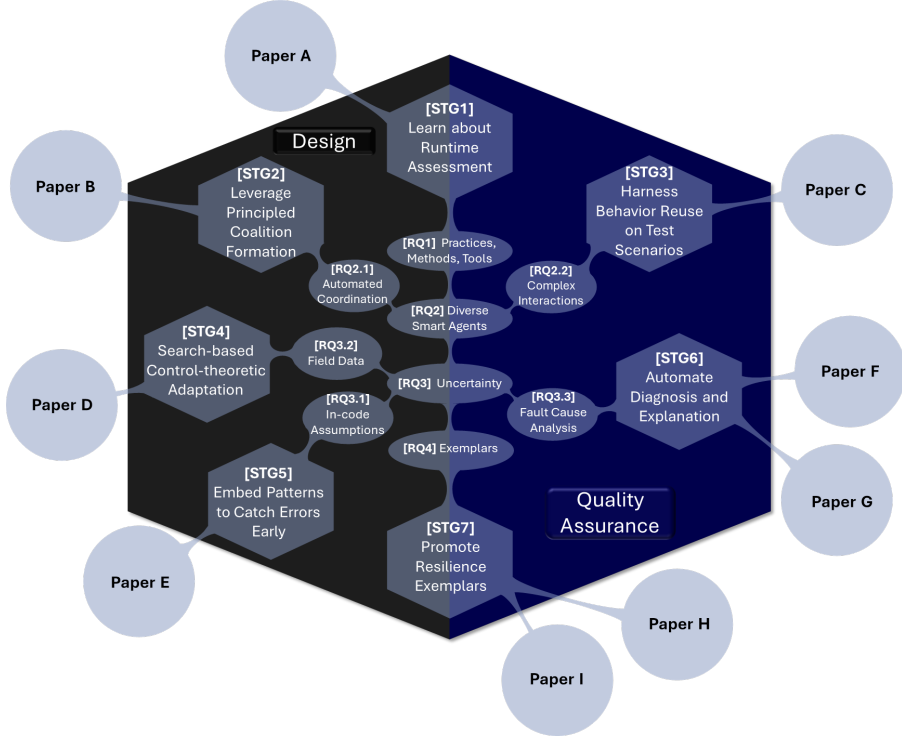 Paper A
[STG1]
Learn about
Runtime
Assessment
Design
Paper B
[STG2]
Leverage
Principled
Coalition
Formation
[STG3]
Harness
Behavior Reuse
on Test
Scenarios
Paper C
[RQ1] Practices,
Methods, Tools
[RQ2.1]
Automated
Coordination
[RQ2.2]
Complex
Interactions
[RQ2] Diverse
Smart Agents
[STG4]
Search-based
Control-theoretic
Adaptation
[RQ3.2]
Field Data
Paper D
[RQ3] Uncertainty
[STG6]
Automate
Diagnosis and
Explanation
Paper F
[RQ3.1]
In-code
Assumptions
[RQ3.3]
Fault Cause
Analysis
[RQ4] Exemplars
[STG5]
Embed Patterns
to Catch Errors
Early
Quality
Assurance
Paper G
[STG7]
Promote
Resilience
Exemplars
Paper E
Paper H
Paper I